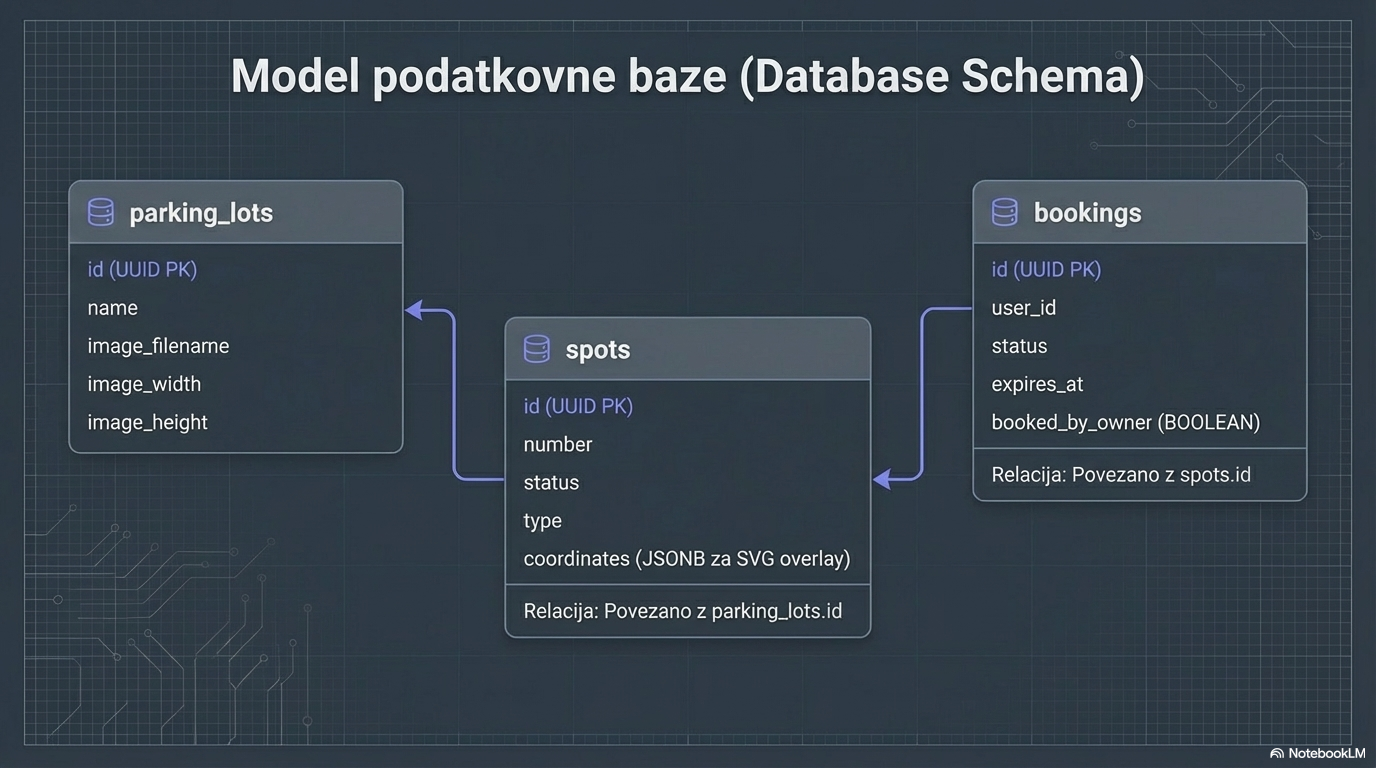 Model podatkovne baze (Database Schema)
parking_lots
id (UUID PK)
name
image_filename
image_width
image_height
spots
id (UUID PK)
number
status
type
coordinates (JSONB za SVG overlay)
Relacija: Povezano z parking_lots.id
bookings
id (UUID PK)
user_id
status
expires_at
booked_by_owner (BOOLEAN)
Relacija: Povezano z spots.id
NotebookLM